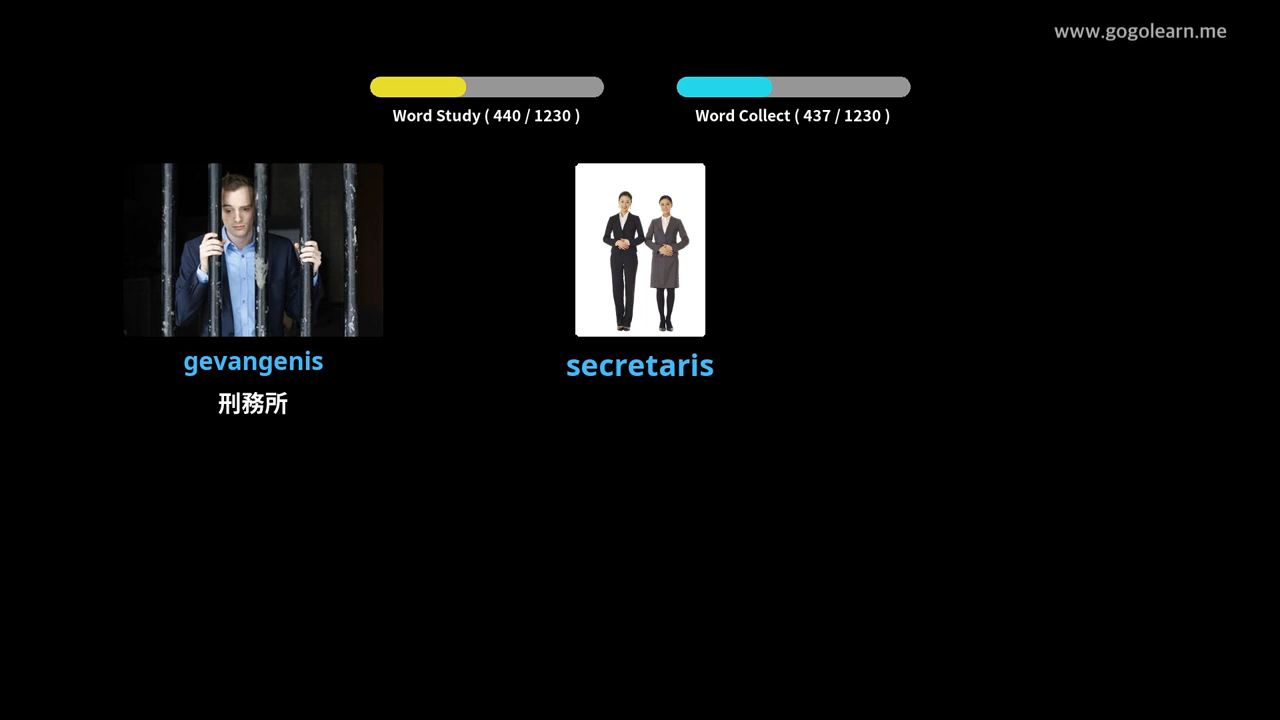 www.gogolearn.me
Word Study ( 440 / 1230 )
Word Collect ( 437 / 1230 )
gevangenis
刑務所
secretaris